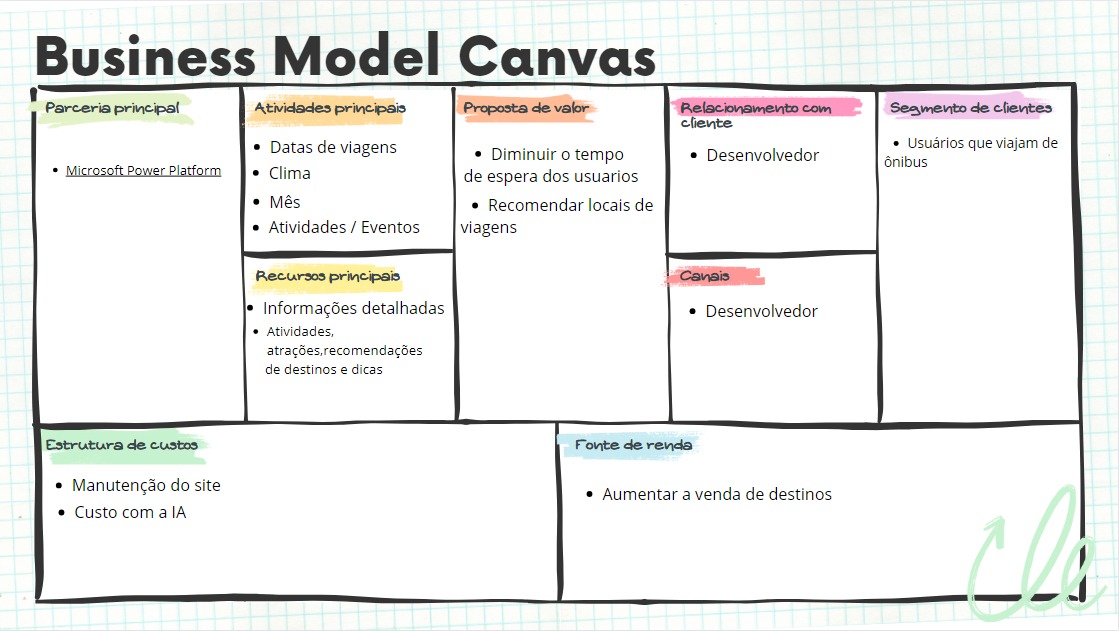 Business Model Canvas
Parceria principal
• Microsoft Power Platform
Atividades principais
• Datas de viagens
• Clima
• Mês
• Atividades / Eventos
Recursos principais
• Informações detalhadas
• Atividades,
atrações,recomendações
de destinos e dicas
Proposta de valor
• Diminuir o tempo
de espera dos usuarios
• Recomendar locais de
viagens
Relacionamento com
cliente
• Desenvolvedor
Canais
• Desenvolvedor
Segmento de clientes
• Usuários que viajam de
ônibus
Estrutura de custos
• Manutenção do site
• Custo com a IA
Fonte de renda
• Aumentar a venda de destinos